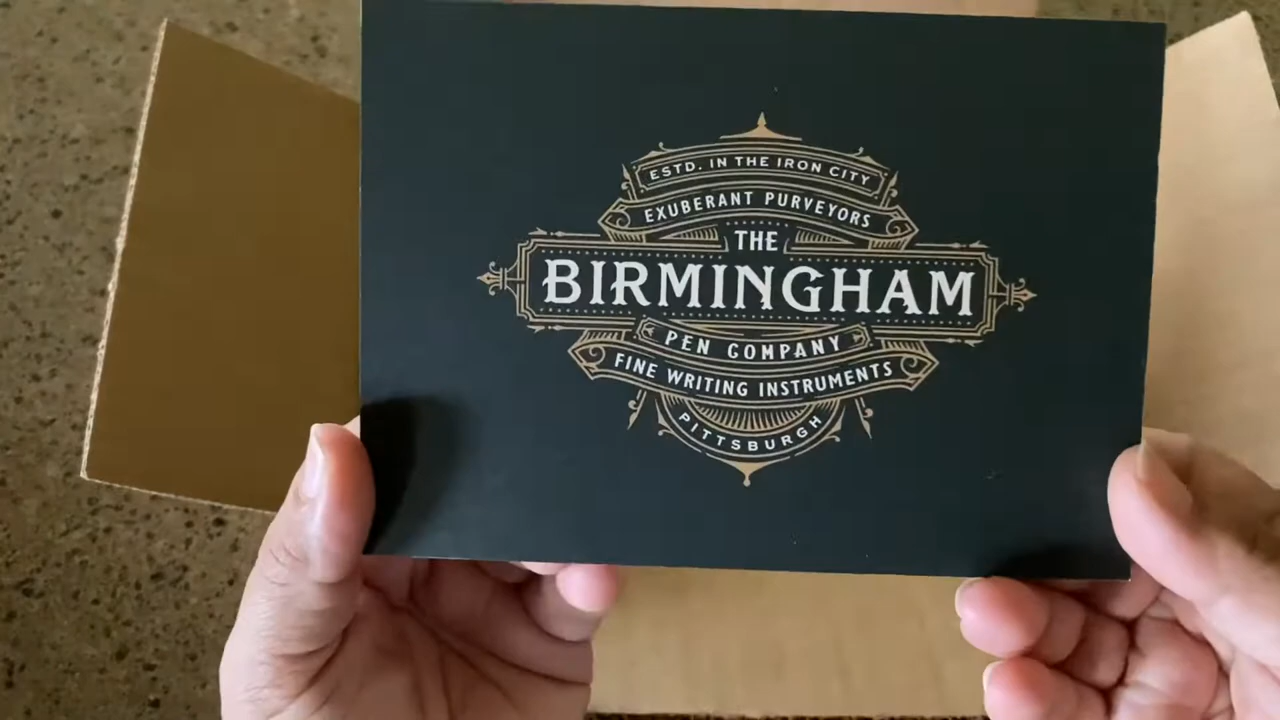 ESTD. IN THE IRON CITY
EXUBERANT PURVEYORS
THE
BIRMINGHAM
PEN COMPANY
FINE WRITING INSTRUMENTS
PITTSBURGH